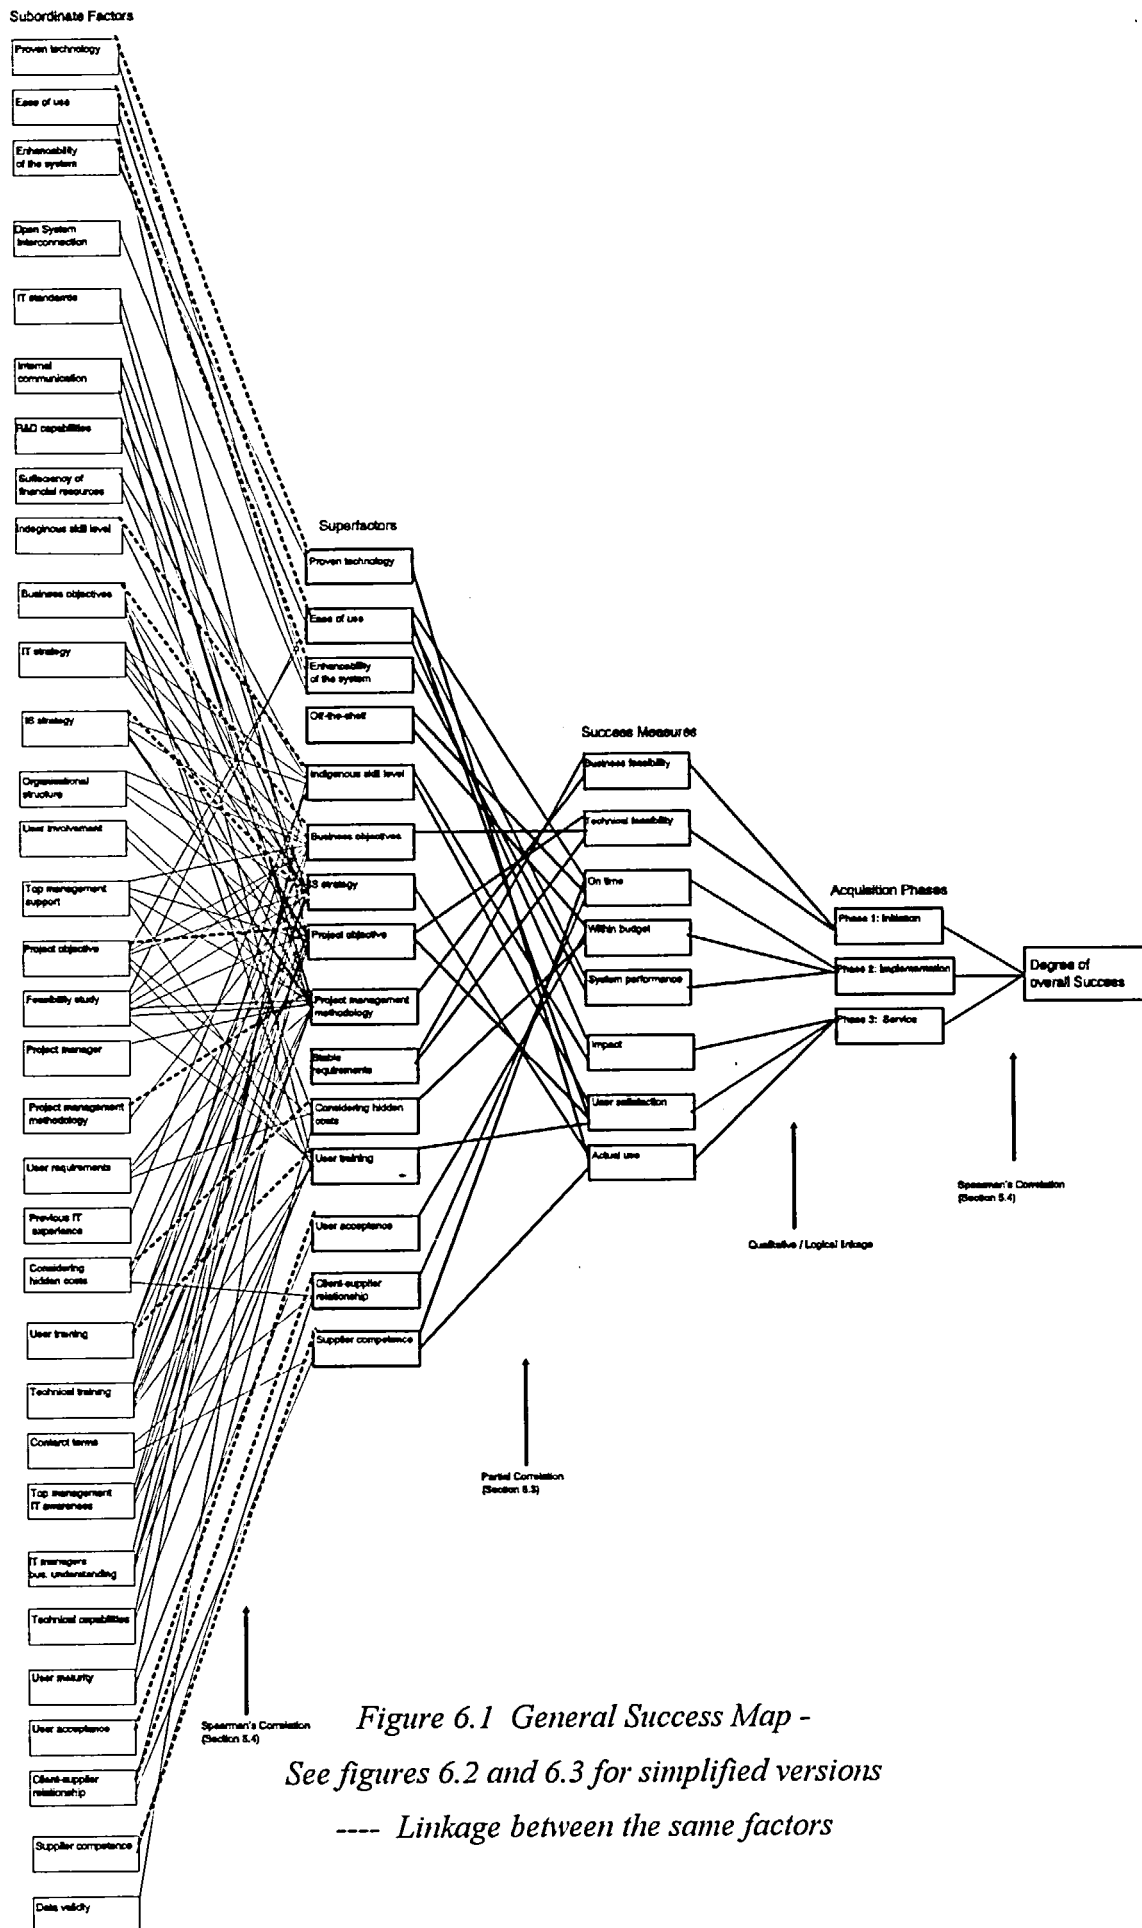 Subordinate Factors
Proven technology
Ease of use
Enhancability
of the system
Open System
Interconnection
IT standards
Internal
communication
R&D capabilities
Suffeciency of
financial resources
Indeginous skill level
Business objectives
IT strategy
IS strategy
Organisational
structure
User involvement
Top management
support
Project objective
Feasibility study
Project manager
Project management
methodology
User requirements
Previous IT
experience
Considering
hidden costs
User training
Technical training
Contarct terms
Top management
IT awareness
IT managers
bus. understanding
Technical capabilities
User maturity
User acceptance
Client-supplier
relationship
Supplier competence
Data validity
Superfactors
Proven technology
Ease of use
Enhancability
of the system
Off-the-shelf
Indigenous skill level
Business objectives
IS strategy
Project objective
Project management
methodology
Stable
requirements
Considering hidden
costs
User training
User acceptance
Client-supplier
relationship
Supplier competence
Success Measures
Business feasibility
Technical feasibility
On time
Within budget
System performance
Impact
User satisfaction
Actual use
Acquisition Phases
Phase 1: Initiation
Phase 2: Implementation
Phase 3: Service
Degree of
overall Success
Spearman's Correlation
(Section 5.4)
Qualitative / Logical linkage
Partial Correlation
(Section 5.3)
Spearman's Correlation
(Section 5.4)
Figure 6.1 General Success Map -
See figures 6.2 and 6.3 for simplified versions
---- Linkage between the same factors